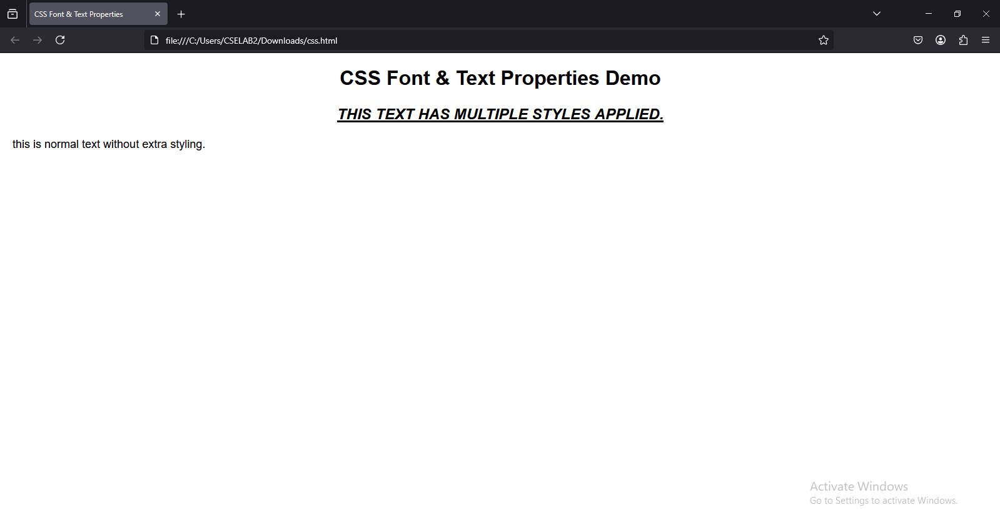 CSS Font & Text Properties
file:///C:/Users/CSELAB2/Downloads/css.html
CSS Font & Text Properties Demo
THIS TEXT HAS MULTIPLE STYLES APPLIED.
this is normal text without extra styling.
Activate Windows
Go to Settings to activate Windows.